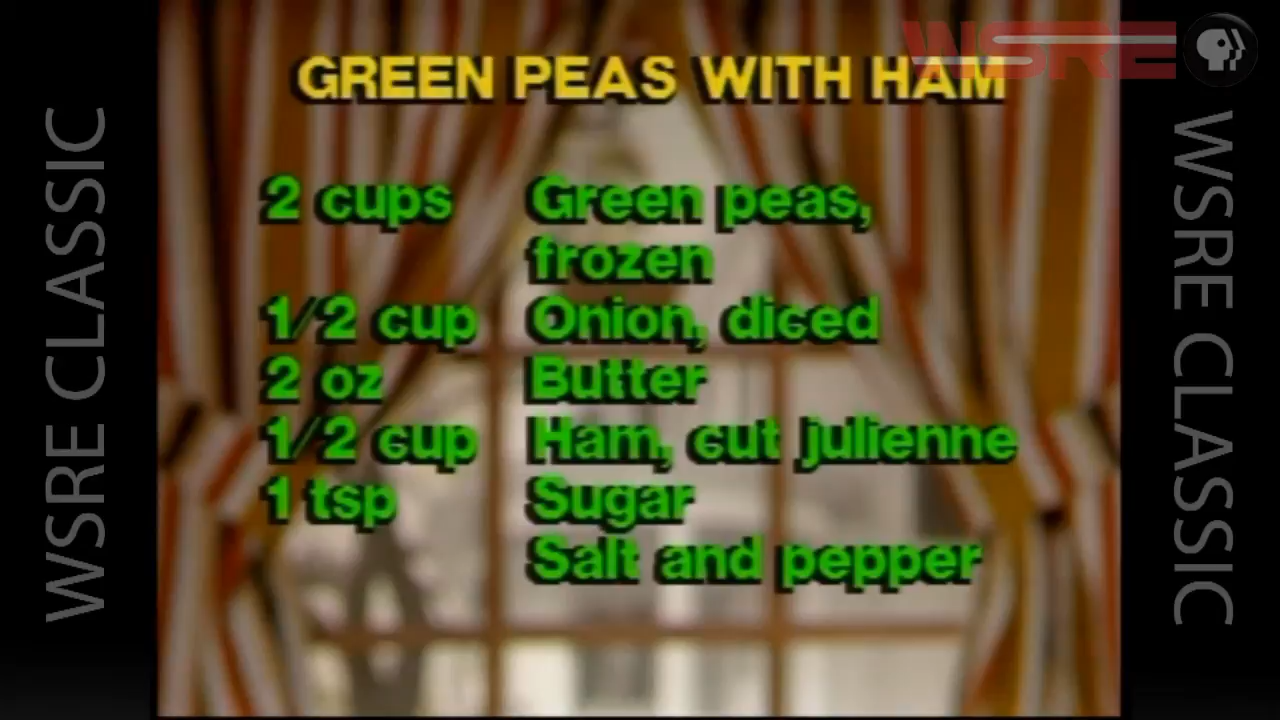 WSRE
GREEN PEAS WITH HAM
2 cups Green peas,
frozen
1/2 cup Onion, diced
2 oz Butter
1/2 cup Ham, cut julienne
1 tsp Sugar
Salt and pepper
WSRE CLASSIC
WSRE CLASSIC